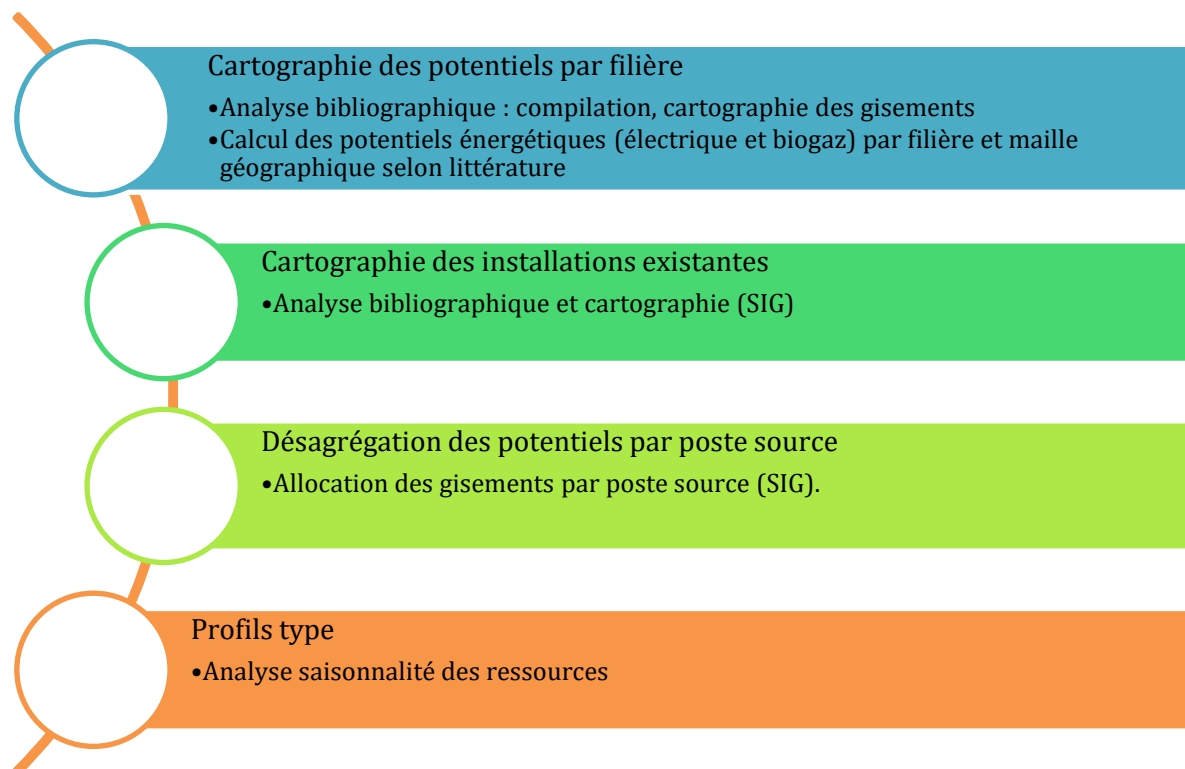 Cartographie des potentiels par filière
•Analyse bibliographique : compilation, cartographie des gisements
•Calcul des potentiels énergétiques (électrique et biogaz) par filière et maille
géographique selon littérature
Cartographie des installations existantes
•Analyse bibliographique et cartographie (SIG)
Désagrégation des potentiels par poste source
•Allocation des gisements par poste source (SIG).
Profils type
•Analyse saisonnalité des ressources